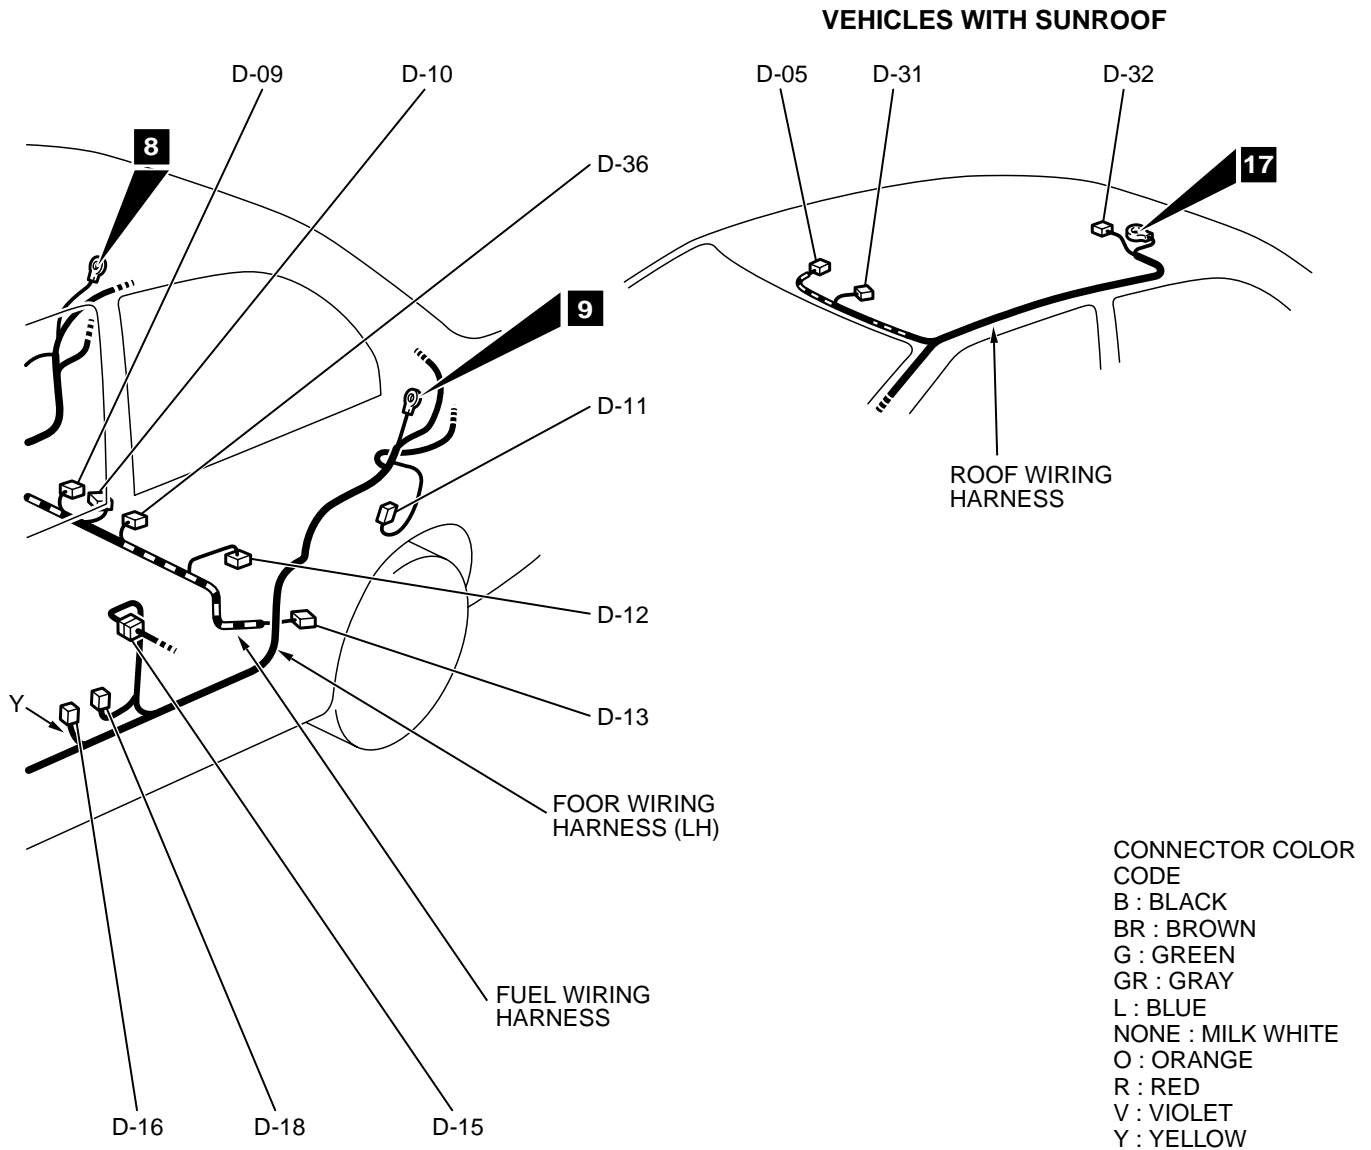 VEHICLES WITH SUNROOF
D-09
D-10
D-05
D-31
D-32
8
D-36
17
9
D-11
ROOF WIRING
HARNESS
D-12
Y
D-13
FOOR WIRING
HARNESS (LH)
CONNECTOR COLOR
CODE
B : BLACK
BR : BROWN
G : GREEN
GR : GRAY
L : BLUE
NONE : MILK WHITE
O : ORANGE
R : RED
V : VIOLET
Y : YELLOW
FUEL WIRING
HARNESS
D-16
D-18
D-15